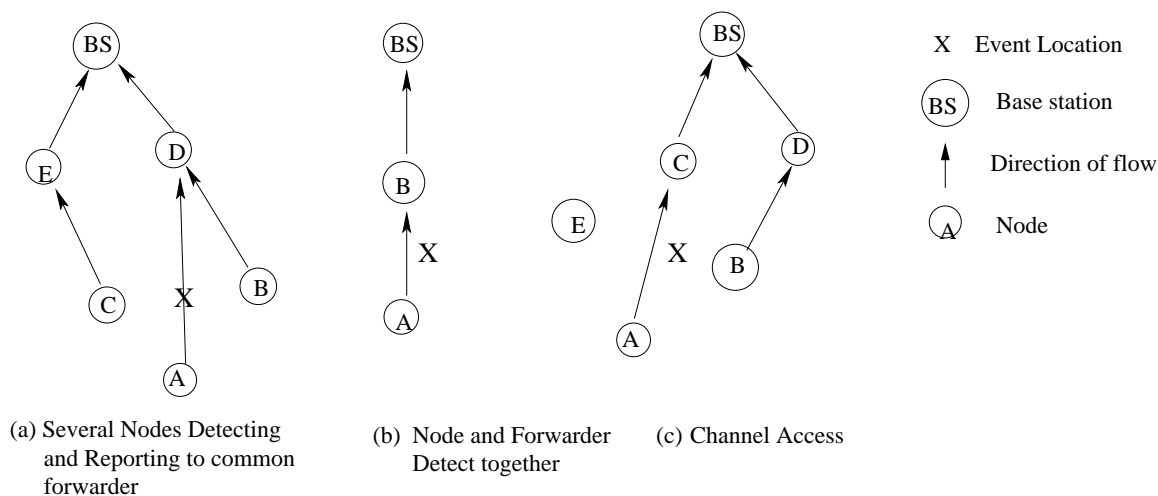 BS
E
D
C
B
X
A
(a) Several Nodes Detecting
and Reporting to common
forwarder
BS
B
X
A
(b) Node and Forwarder
Detect together
BS
C
D
E
X
B
A
(c) Channel Access
X Event Location
BS Base station
Direction of flow
A Node